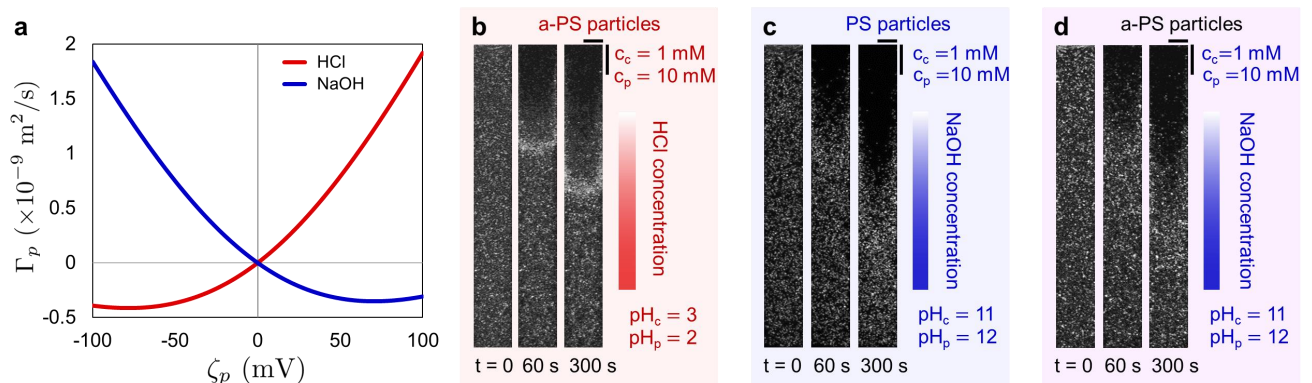 a
2
1.5
1
0.5
0
-0.5
Γp (×10−9 m2/s)
-100
-50
0
50
100
ζp (mV)
HCl
NaOH
b
a-PS particles
cc = 1 mM
cp = 10 mM
HCl concentration
pHc = 3
pHp = 2
t = 0 60 s 300 s
c
PS particles
cc = 1 mM
cp = 10 mM
NaOH concentration
pHc = 11
pHp = 12
t = 0 60 s 300 s
d
a-PS particles
cc = 1 mM
cp = 10 mM
NaOH concentration
pHc = 11
pHp = 12
t = 0 60 s 300 s